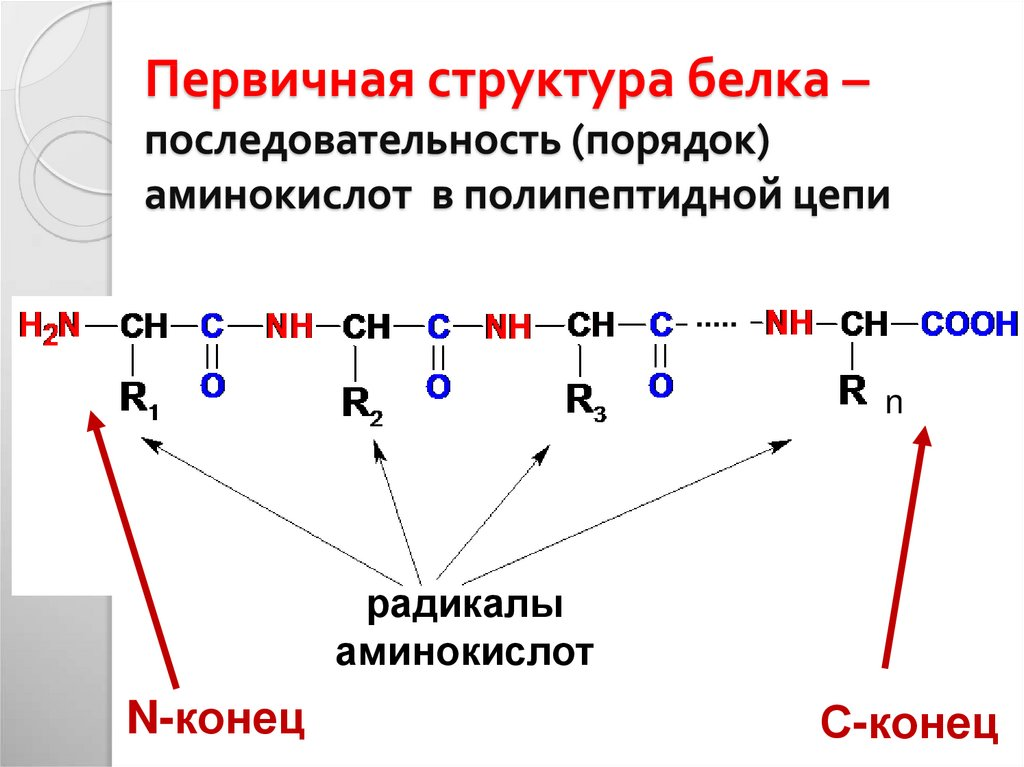 Первичная структура белка –
последовательность (порядок)
аминокислот в полипептидной цепи
H2N—CH—C—NH—CH—C—NH—CH—C-.....-NH—CH—COOH
R1 O R2 O R3 O R n
радикалы
аминокислот
N-конец C-конец